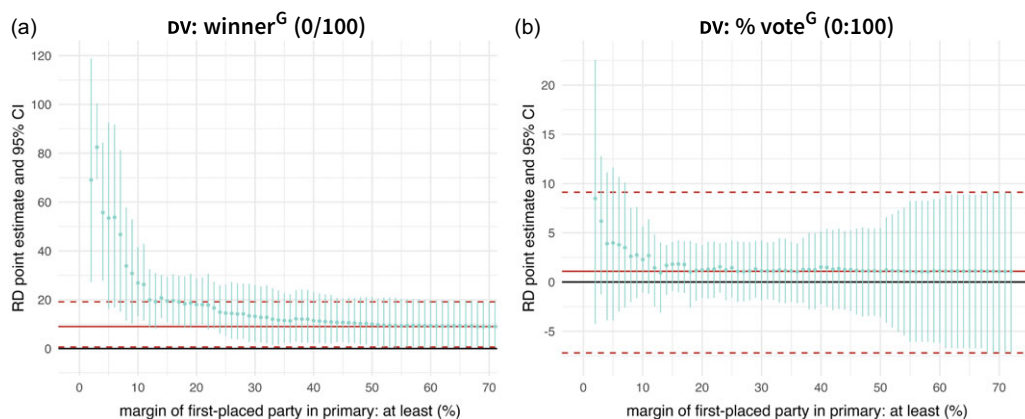 (a)
DV: winnerG (0/100)
120
100
80
60
40
20
0
RD point estimate and 95% CI
0 10 20 30 40 50 60 70
margin of first-placed party in primary: at least (%)
(b)
DV: % voteG (0:100)
20
15
10
5
0
-5
RD point estimate and 95% CI
0 10 20 30 40 50 60 70
margin of first-placed party in primary: at least (%)